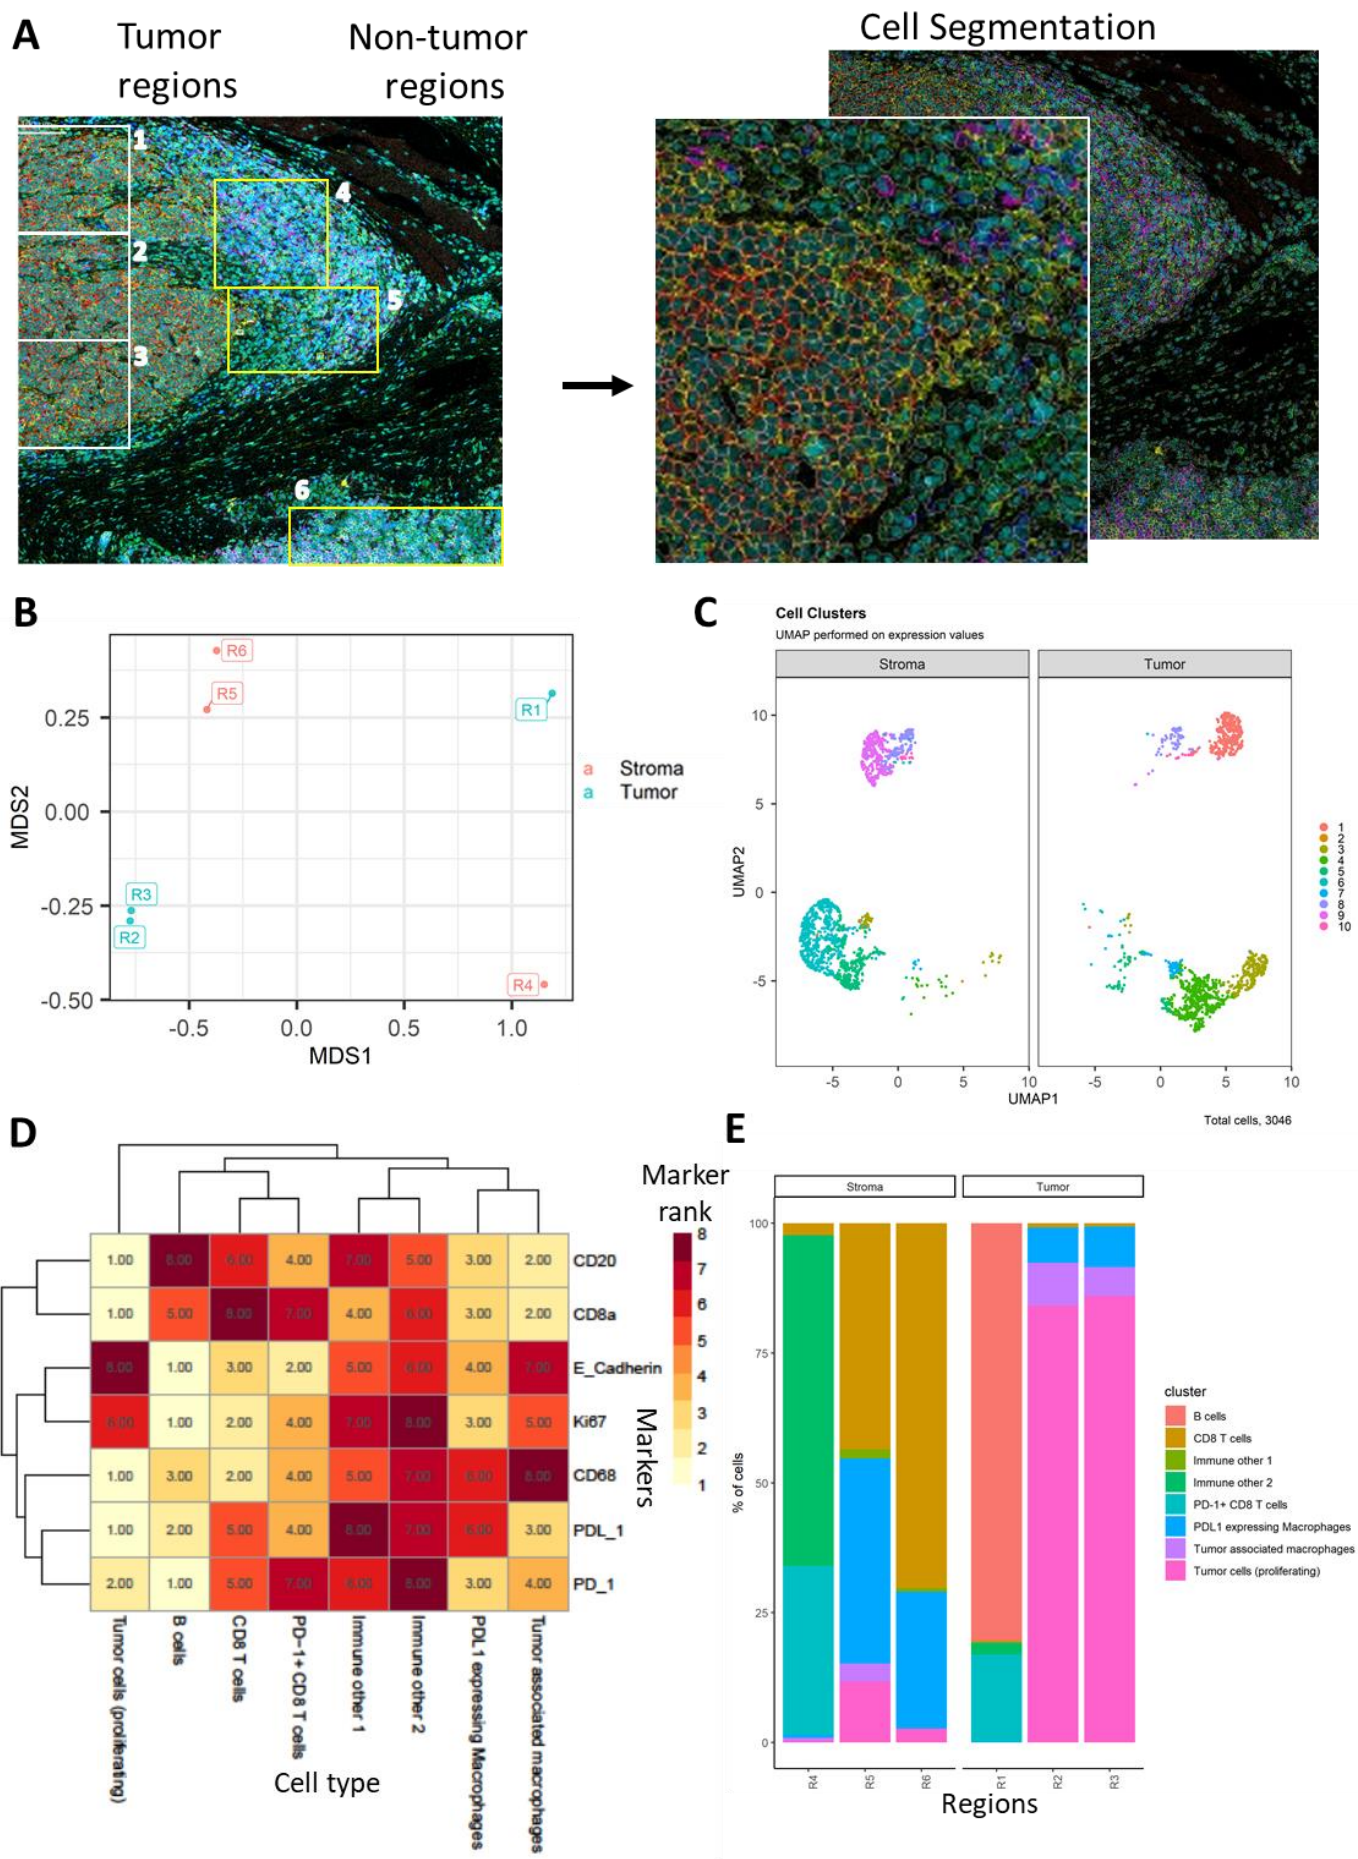 A
Tumor
regions
Non-tumor
regions
Cell Segmentation
1
2
3
4
5
6
B
R6
R5
R1
R3
R2
R4
0.25
0.00
-0.25
-0.50
-0.5
0.0
0.5
1.0
MDS1
MDS2
a Stroma
a Tumor
C
Cell Clusters
UMAP performed on expression values
Stroma
Tumor
10
5
0
-5
-5
0
5
10
-5
0
5
10
UMAP1
UMAP2
1
2
3
4
5
6
7
8
9
10
Total cells, 3046
D
Marker
rank
8
7
6
5
4
3
2
1
1.00 8.00 6.00 4.00 7.00 5.00 3.00 2.00 CD20
1.00 5.00 8.00 7.00 4.00 6.00 3.00 2.00 CD8a
8.00 1.00 3.00 2.00 5.00 6.00 4.00 7.00 E_Cadherin
6.00 1.00 2.00 4.00 7.00 8.00 3.00 5.00 Ki67
1.00 3.00 2.00 4.00 5.00 7.00 6.00 8.00 CD68
1.00 2.00 5.00 4.00 8.00 7.00 6.00 3.00 PDL_1
2.00 1.00 5.00 7.00 6.00 8.00 3.00 4.00 PD_1
Markers
Tumor cells (proliferating)
B cells
CD8 T cells
PD-1+ CD8 T cells
Immune other 1
Immune other 2
PDL1 expressing Macrophages
Tumor associated macrophages
Cell type
E
Stroma
Tumor
100
75
50
25
0
% of cells
R4
R5
R6
R1
R2
R3
Regions
cluster
B cells
CD8 T cells
Immune other 1
Immune other 2
PD-1+ CD8 T cells
PDL1 expressing Macrophages
Tumor associated macrophages
Tumor cells (proliferating)